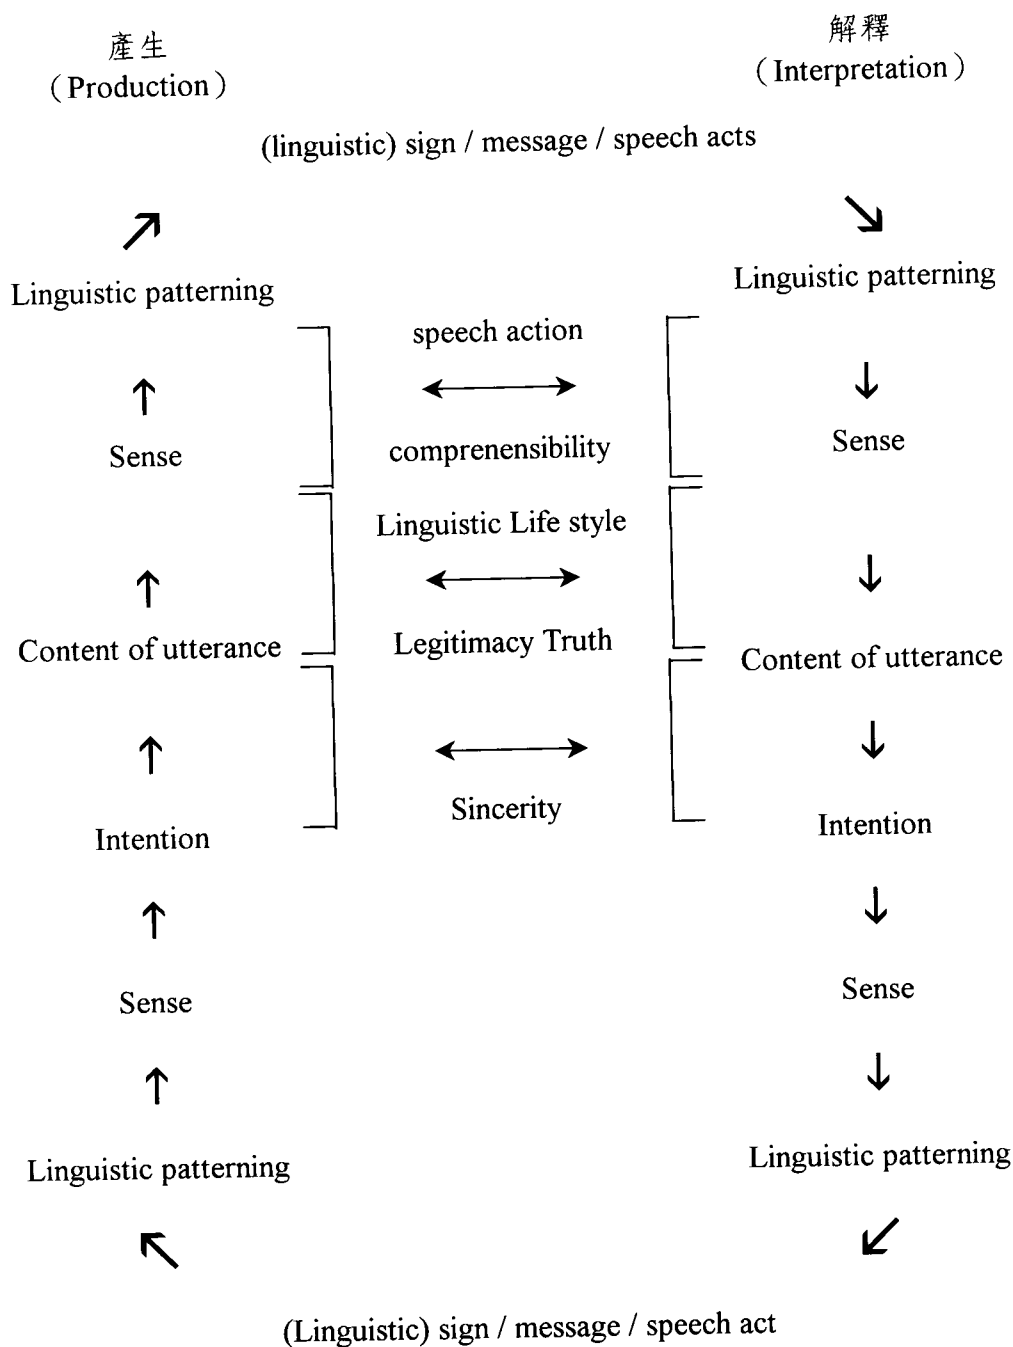 產生
（Production）
解釋
（Interpretation）
(linguistic) sign / message / speech acts
Linguistic patterning
Linguistic patterning
speech action
comprenensibility
Sense
Sense
Linguistic Life style
Legitimacy Truth
Content of utterance
Content of utterance
Sincerity
Intention
Intention
Sense
Sense
Linguistic patterning
Linguistic patterning
(Linguistic) sign / message / speech act